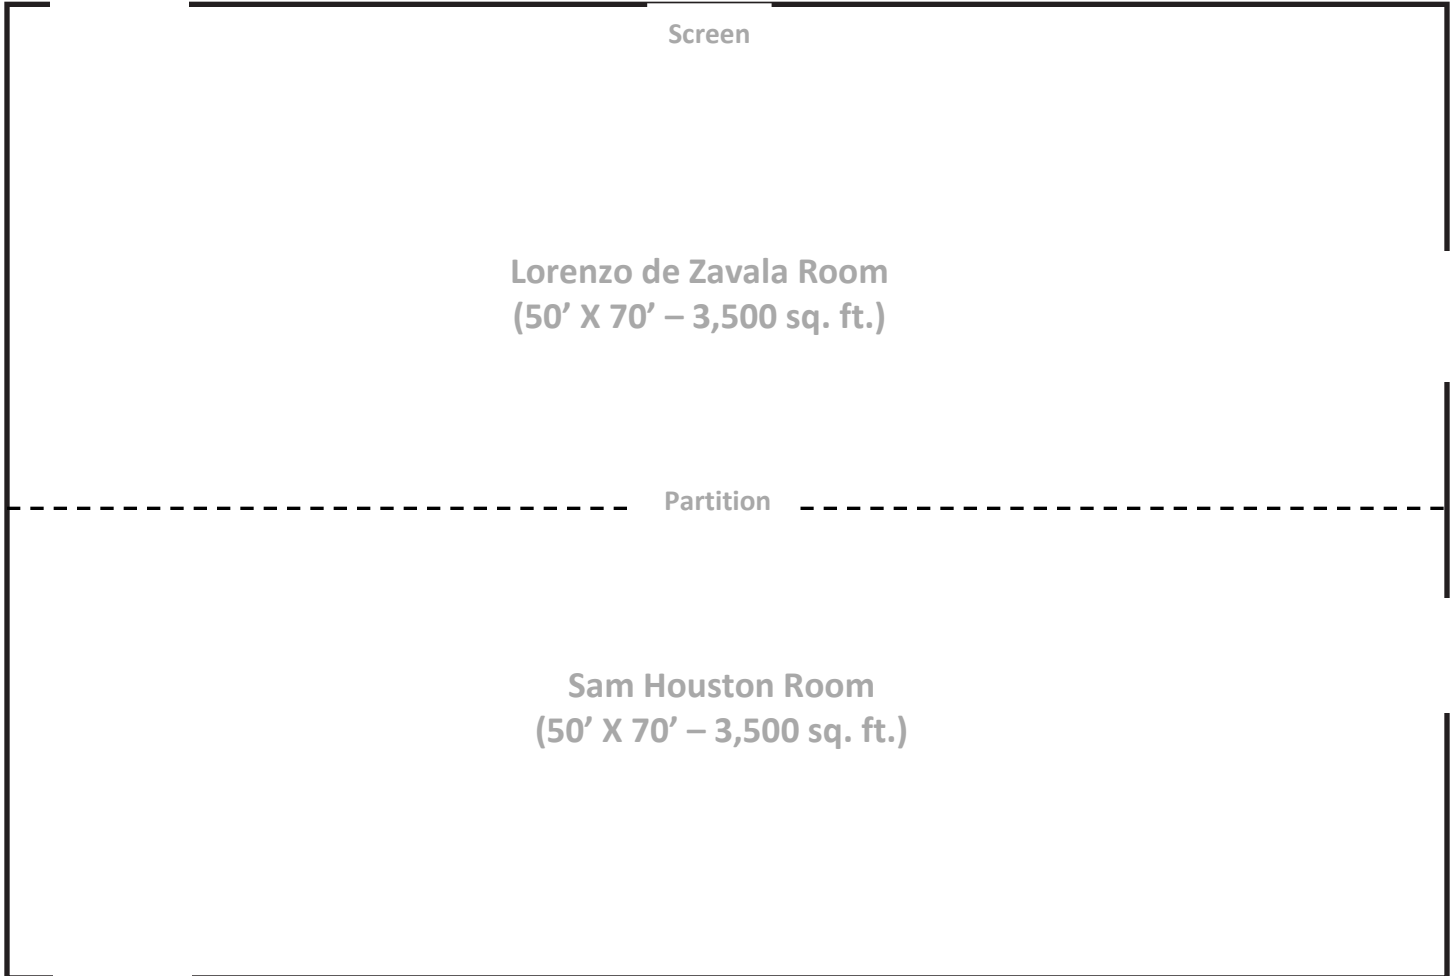 Screen
Lorenzo de Zavala Room
(50’ X 70’ – 3,500 sq. ft.)
Partition
Sam Houston Room
(50’ X 70’ – 3,500 sq. ft.)